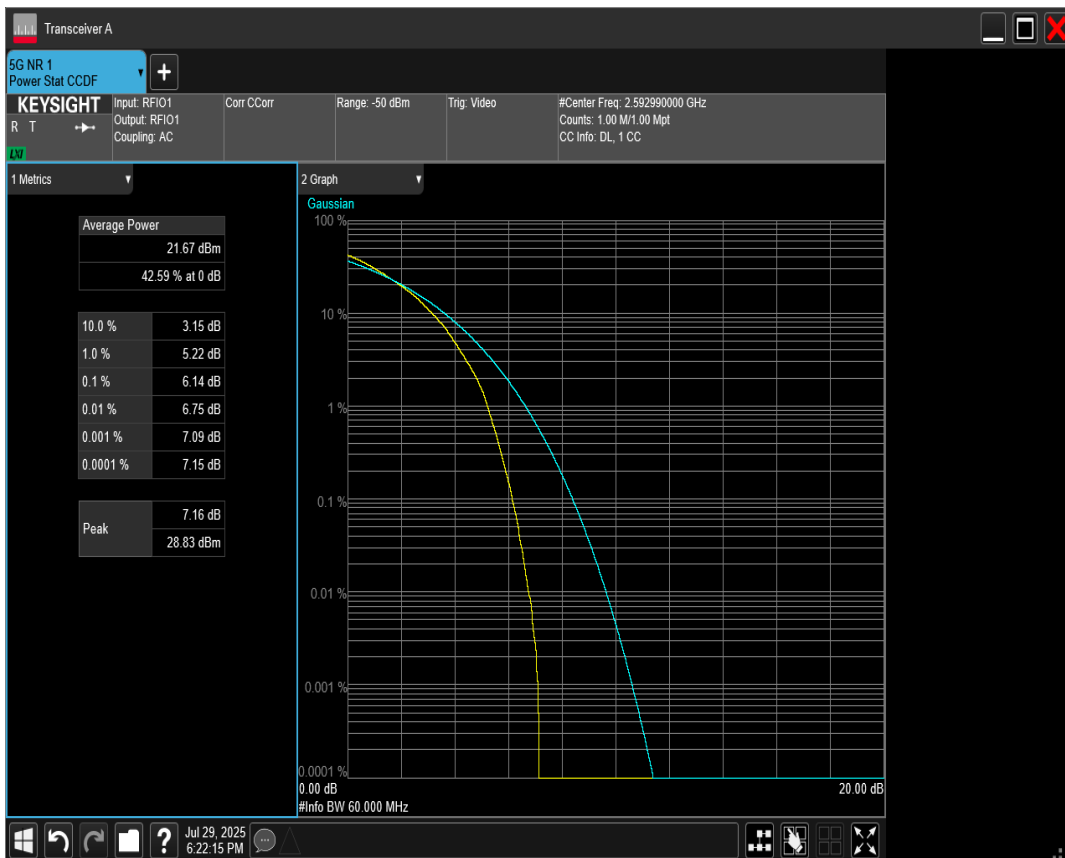 Transceiver A
5G NR 1
Power Stat CCDF
+
KEYSIGHT
R T
LXI
Input: RFIO1
Output: RFIO1
Coupling: AC
Corr CCorr
Range: -50 dBm
Trig: Video
#Center Freq: 2.592990000 GHz
Counts: 1.00 M/1.00 Mpt
CC Info: DL, 1 CC
1 Metrics
Average Power
21.67 dBm
42.59 % at 0 dB
10.0 % 3.15 dB
1.0 % 5.22 dB
0.1 % 6.14 dB
0.01 % 6.75 dB
0.001 % 7.09 dB
0.0001 % 7.15 dB
Peak
7.16 dB
28.83 dBm
2 Graph
Gaussian
100 %
10 %
1 %
0.1 %
0.01 %
0.001 %
0.0001 %
0.00 dB 20.00 dB
#Info BW 60.000 MHz
?
Jul 29, 2025
6:22:15 PM